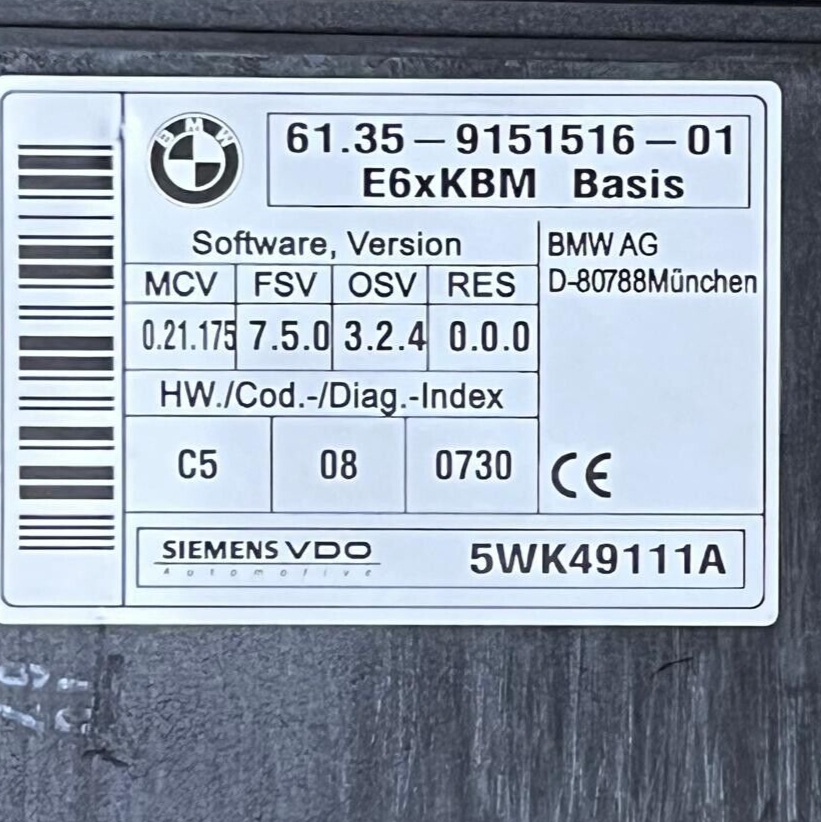 BMW
61.35-9151516-01
E6xKBM Basis
Software, Version
MCV FSV OSV RES
0.21.175 7.5.0 3.2.4 0.0.0
HW./Cod.-/Diag.-Index
C5 08 0730
BMW AG
D-80788München
CE
SIEMENS VDO
Automotive
5WK49111A